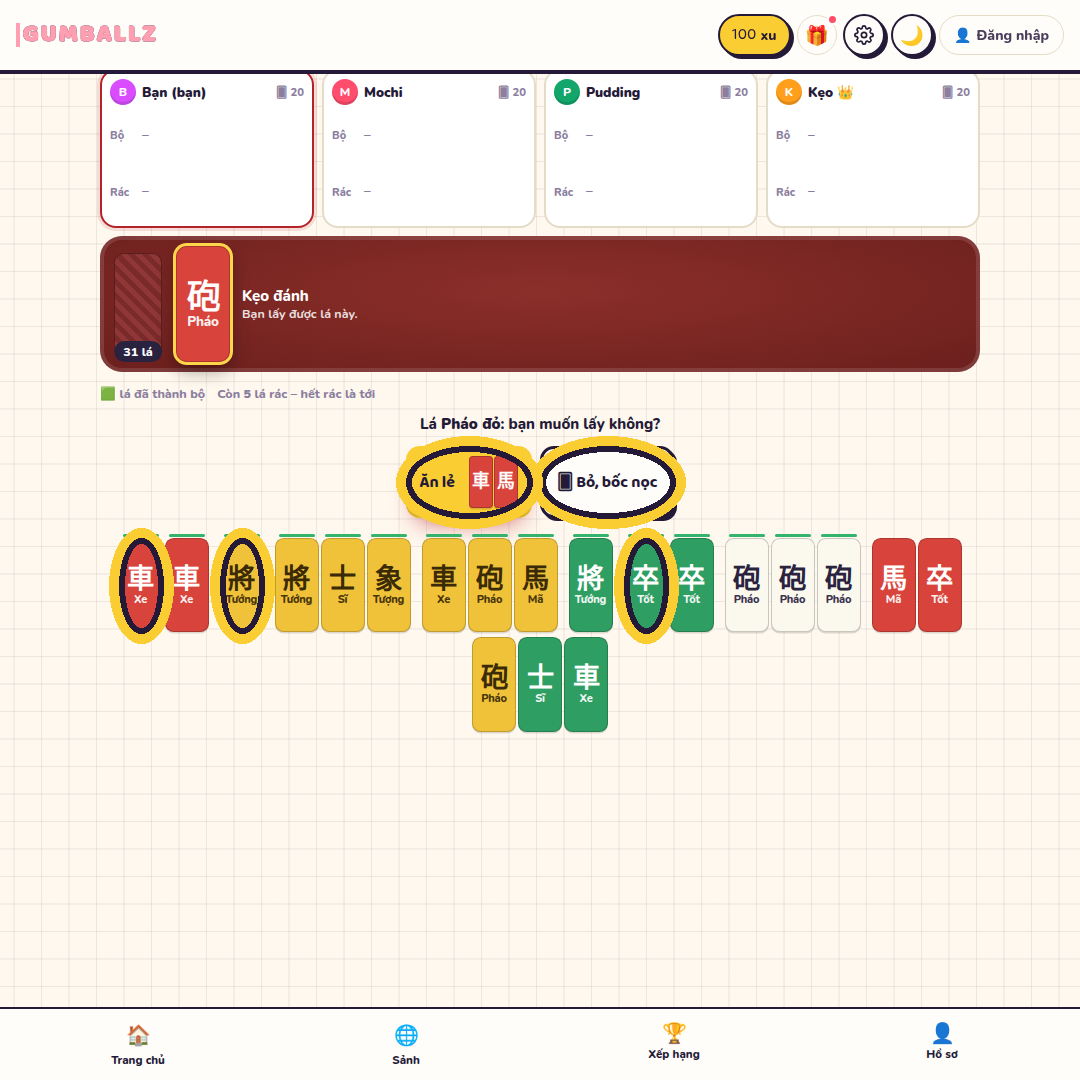 GUMBALLZ
100 xu
Đăng nhập
B Bạn (bạn) 20
Bộ –
Rác –
M Mochi 20
Bộ –
Rác –
P Pudding 20
Bộ –
Rác –
K Kẹo 20
Bộ –
Rác –
31 lá
砲
Pháo
Kẹo đánh
Bạn lấy được lá này.
lá đã thành bộ Còn 5 lá rác – hết rác là tới
Lá Pháo đỏ: bạn muốn lấy không?
Ăn lẻ 車 馬
Bỏ, bốc nọc
車 車 將 將 士 象 車 砲 馬 將 卒 卒 砲 砲 砲 馬 卒
Xe Xe Tướng Tướng Sĩ Tượng Xe Pháo Mã Tướng Tốt Tốt Pháo Pháo Pháo Mã Tốt
砲 士 車
Pháo Sĩ Xe
Trang chủ
Sảnh
Xếp hạng
Hồ sơ